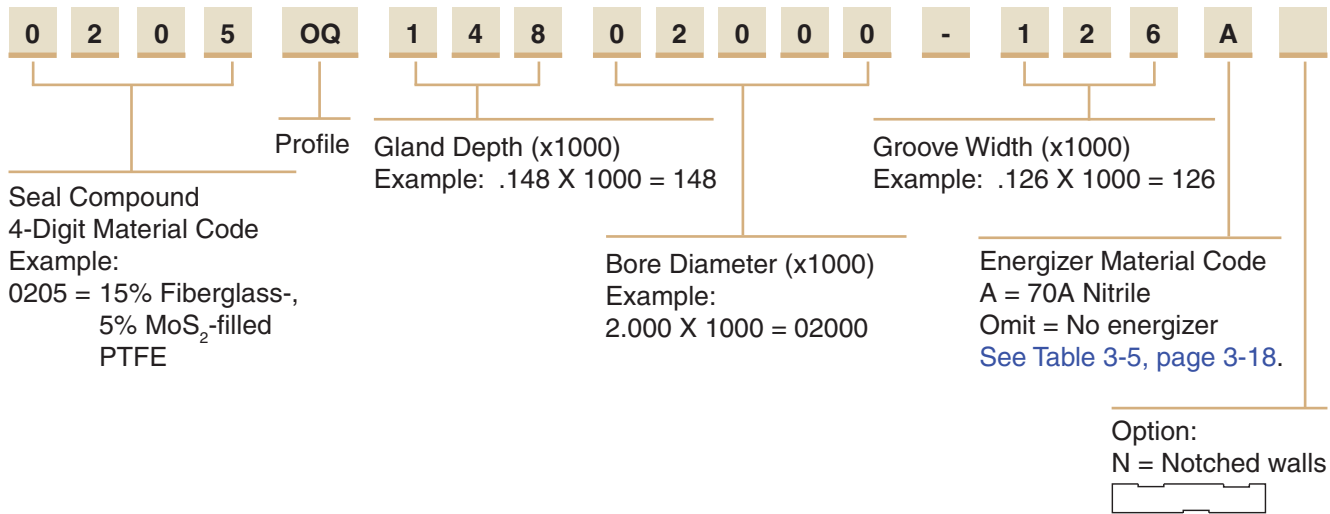 0 2 0 5 OQ 1 4 8 0 2 0 0 0 - 1 2 6 A
Profile
Gland Depth (x1000)
Example: .148 X 1000 = 148
Groove Width (x1000)
Example: .126 X 1000 = 126
Seal Compound
4-Digit Material Code
Example:
0205 = 15% Fiberglass-,
5% MoS₂-filled
PTFE
Bore Diameter (x1000)
Example:
2.000 X 1000 = 02000
Energizer Material Code
A = 70A Nitrile
Omit = No energizer
See Table 3-5, page 3-18.
Option:
N = Notched walls